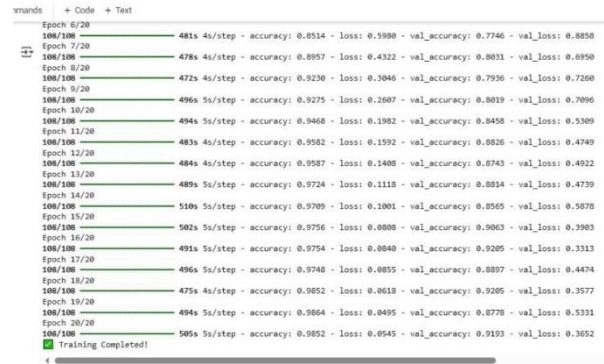 mmands + Code + Text
Epoch 6/20
108/108 481s 4s/step - accuracy: 0.8514 - loss: 0.5980 - val_accuracy: 0.7746 - val_loss: 0.8858
Epoch 7/20
108/108 478s 4s/step - accuracy: 0.8957 - loss: 0.4322 - val_accuracy: 0.8031 - val_loss: 0.6950
Epoch 8/20
108/108 472s 4s/step - accuracy: 0.9230 - loss: 0.3046 - val_accuracy: 0.7936 - val_loss: 0.7260
Epoch 9/20
108/108 496s 5s/step - accuracy: 0.9275 - loss: 0.2607 - val_accuracy: 0.8019 - val_loss: 0.7096
Epoch 10/20
108/108 494s 5s/step - accuracy: 0.9468 - loss: 0.1982 - val_accuracy: 0.8458 - val_loss: 0.5309
Epoch 11/20
108/108 483s 4s/step - accuracy: 0.9582 - loss: 0.1592 - val_accuracy: 0.8826 - val_loss: 0.4749
Epoch 12/20
108/108 484s 4s/step - accuracy: 0.9587 - loss: 0.1408 - val_accuracy: 0.8743 - val_loss: 0.4922
Epoch 13/20
108/108 489s 5s/step - accuracy: 0.9724 - loss: 0.1118 - val_accuracy: 0.8814 - val_loss: 0.4739
Epoch 14/20
108/108 510s 5s/step - accuracy: 0.9709 - loss: 0.1001 - val_accuracy: 0.8565 - val_loss: 0.5878
Epoch 15/20
108/108 502s 5s/step - accuracy: 0.9756 - loss: 0.0808 - val_accuracy: 0.9063 - val_loss: 0.3903
Epoch 16/20
108/108 491s 5s/step - accuracy: 0.9754 - loss: 0.0840 - val_accuracy: 0.9205 - val_loss: 0.3313
Epoch 17/20
108/108 496s 5s/step - accuracy: 0.9748 - loss: 0.0855 - val_accuracy: 0.8897 - val_loss: 0.4474
Epoch 18/20
108/108 475s 4s/step - accuracy: 0.9852 - loss: 0.0618 - val_accuracy: 0.9205 - val_loss: 0.3577
Epoch 19/20
108/108 494s 5s/step - accuracy: 0.9864 - loss: 0.0495 - val_accuracy: 0.8778 - val_loss: 0.5331
Epoch 20/20
108/108 505s 5s/step - accuracy: 0.9852 - loss: 0.0545 - val_accuracy: 0.9193 - val_loss: 0.3652
✅ Training Completed!